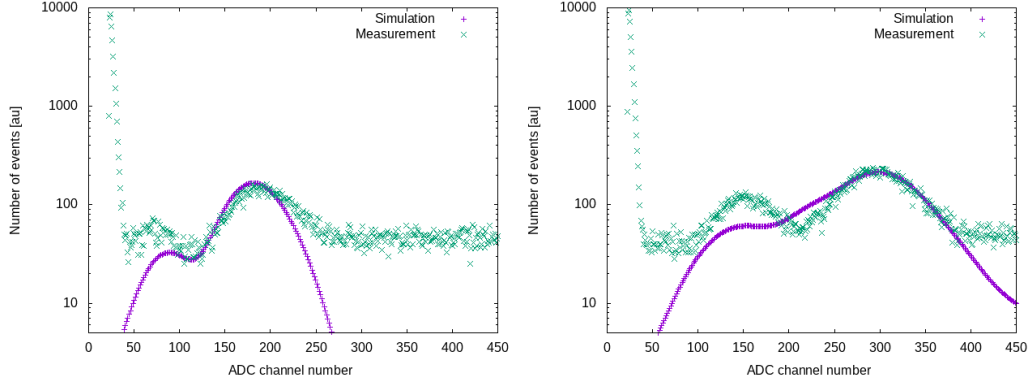 Simulation
Measurement
Number of events [au]
10000
1000
100
10
0 50 100 150 200 250 300 350 400 450
ADC channel number
Simulation
Measurement
Number of events [au]
10000
1000
100
10
0 50 100 150 200 250 300 350 400 450
ADC channel number